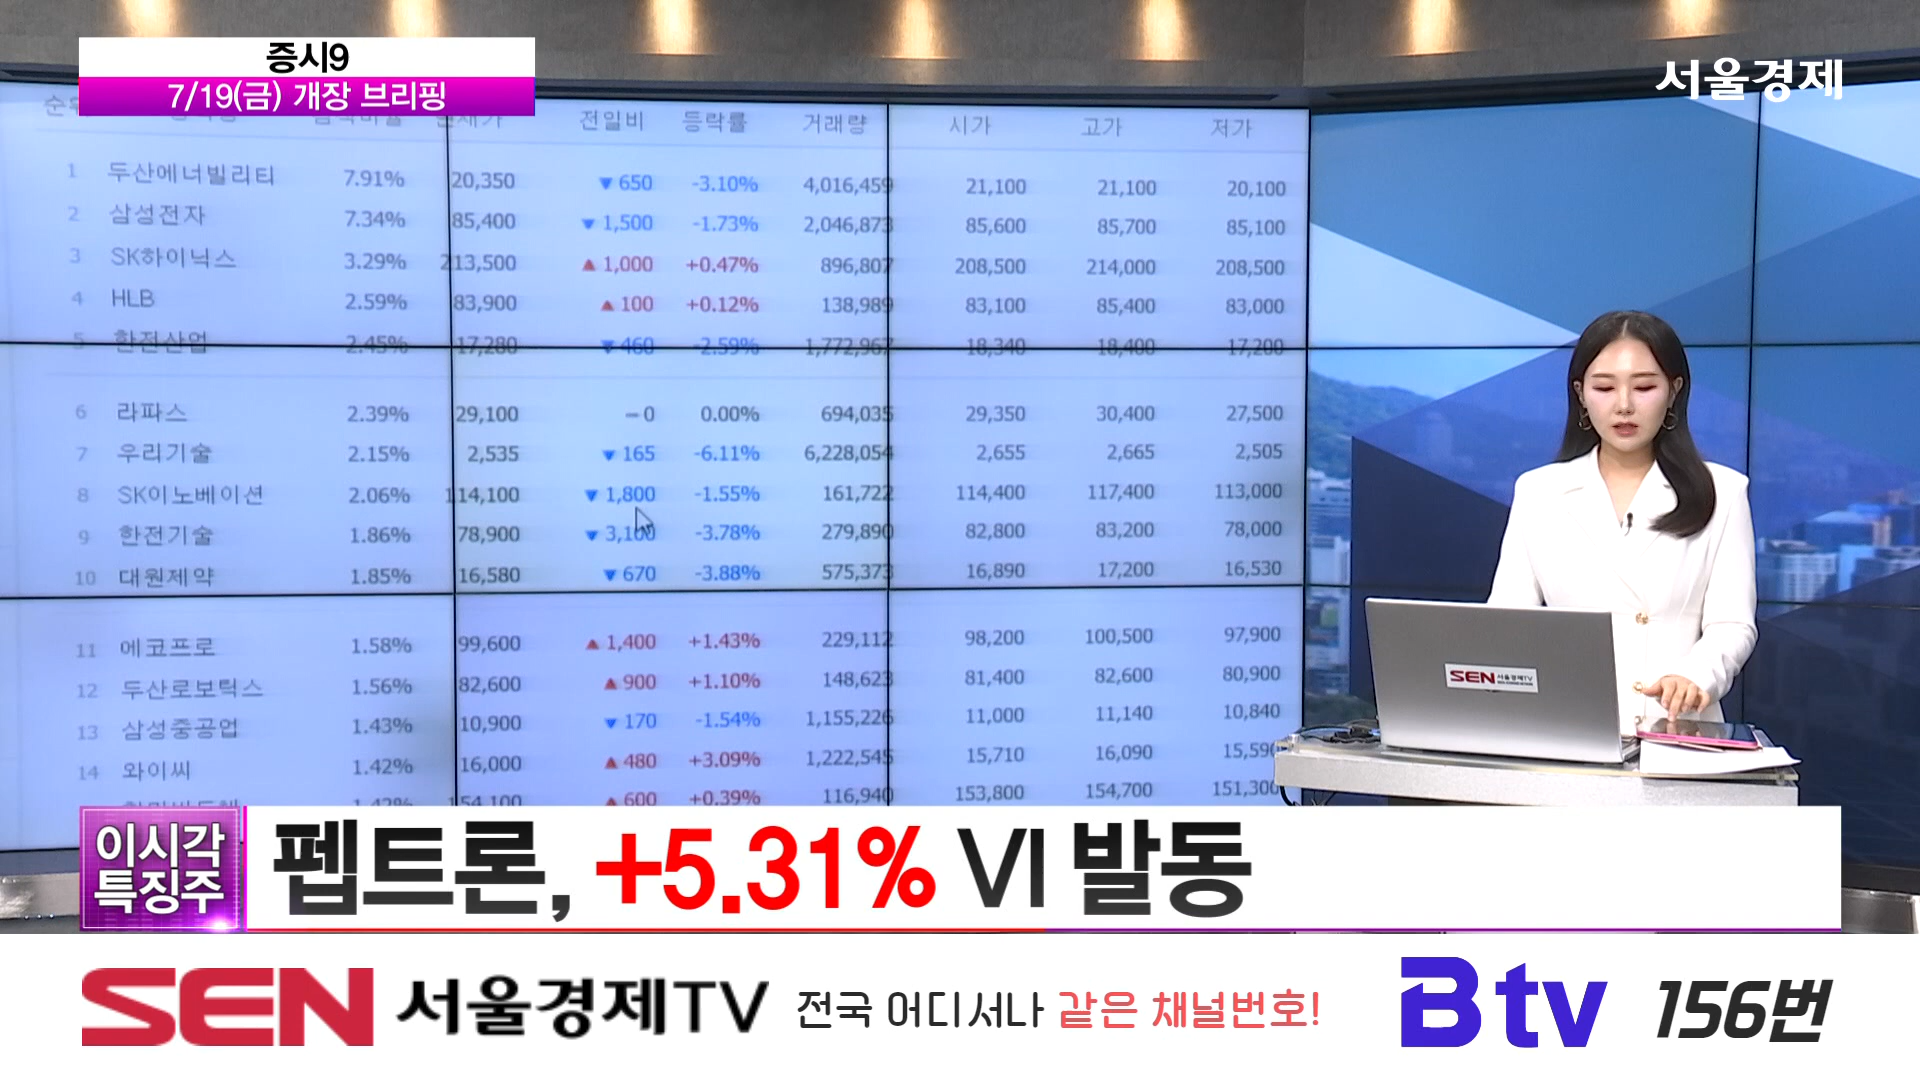 증시9
7/19(금) 개장 브리핑
서울경제
전일비 등락률 거래량 시가 고가 저가
1 두산에너빌리티 7.91% 20,350 ▼650 -3.10% 4,016,459 21,100 21,100 20,100
2 삼성전자 7.34% 85,400 ▼1,500 -1.73% 2,046,873 85,600 85,700 85,100
3 SK하이닉스 3.29% 213,500 ▲1,000 +0.47% 896,807 208,500 214,000 208,500
4 HLB 2.59% 83,900 ▲100 +0.12% 138,989 83,100 85,400 83,000
5 한전산업 2.45% 17,280 ▼460 -2.59% 1,772,967 18,340 18,400 17,200
6 라파스 2.39% 29,100 -0 0.00% 694,035 29,350 30,400 27,500
7 우리기술 2.15% 2,535 ▼165 -6.11% 6,228,054 2,655 2,665 2,505
8 SK이노베이션 2.06% 114,100 ▼1,800 -1.55% 161,722 114,400 117,400 113,000
9 한전기술 1.86% 78,900 ▼3,100 -3.78% 279,890 82,800 83,200 78,000
10 대원제약 1.85% 16,580 ▼670 -3.88% 575,373 16,890 17,200 16,530
11 에코프로 1.58% 99,600 ▲1,400 +1.43% 229,112 98,200 100,500 97,900
12 두산로보틱스 1.56% 82,600 ▲900 +1.10% 148,623 81,400 82,600 80,900
13 삼성중공업 1.43% 10,900 ▼170 -1.54% 1,155,226 11,000 11,140 10,840
14 와이씨 1.42% 16,000 ▲480 +3.09% 1,222,545 15,710 16,090 15,590
154,100 ▲600 +0.39% 116,940 153,800 154,700 151,300
SEN 서울경제TV
이시각
특징주
펩트론, +5.31% VI 발동
SEN 서울경제TV 전국 어디서나 같은 채널번호! B tv 156번